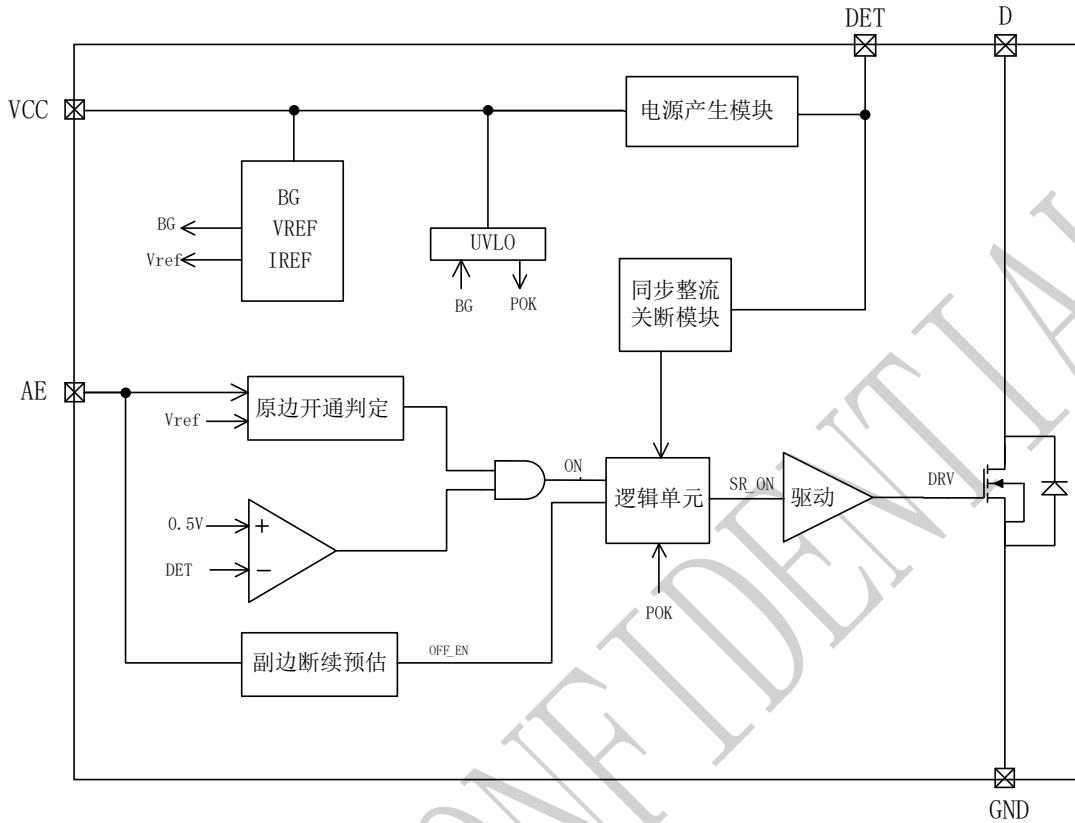 DET
D
VCC
电源产生模块
BG
VREF
IREF
BG
Vref
UVLO
BG
POK
同步整流
关断模块
AE
Vref
原边开通判定
ON
逻辑单元
SR_ON
驱动
DRV
0.5V
+
DET
−
POK
副边断续预估
OFF_EN
GND
CONFIDENTIAL